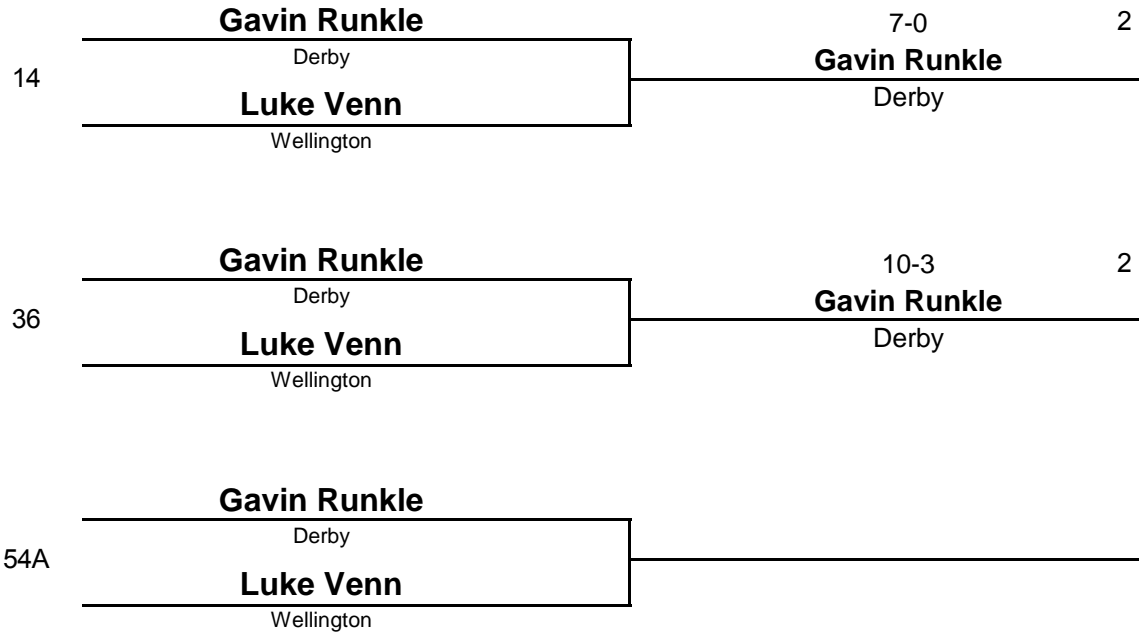 Gavin Runkle
7-0 2
Derby
Gavin Runkle
14
Derby
Luke Venn
Wellington
Gavin Runkle
10-3 2
Derby
Gavin Runkle
36
Derby
Luke Venn
Wellington
Gavin Runkle
Derby
54A
Luke Venn
Wellington